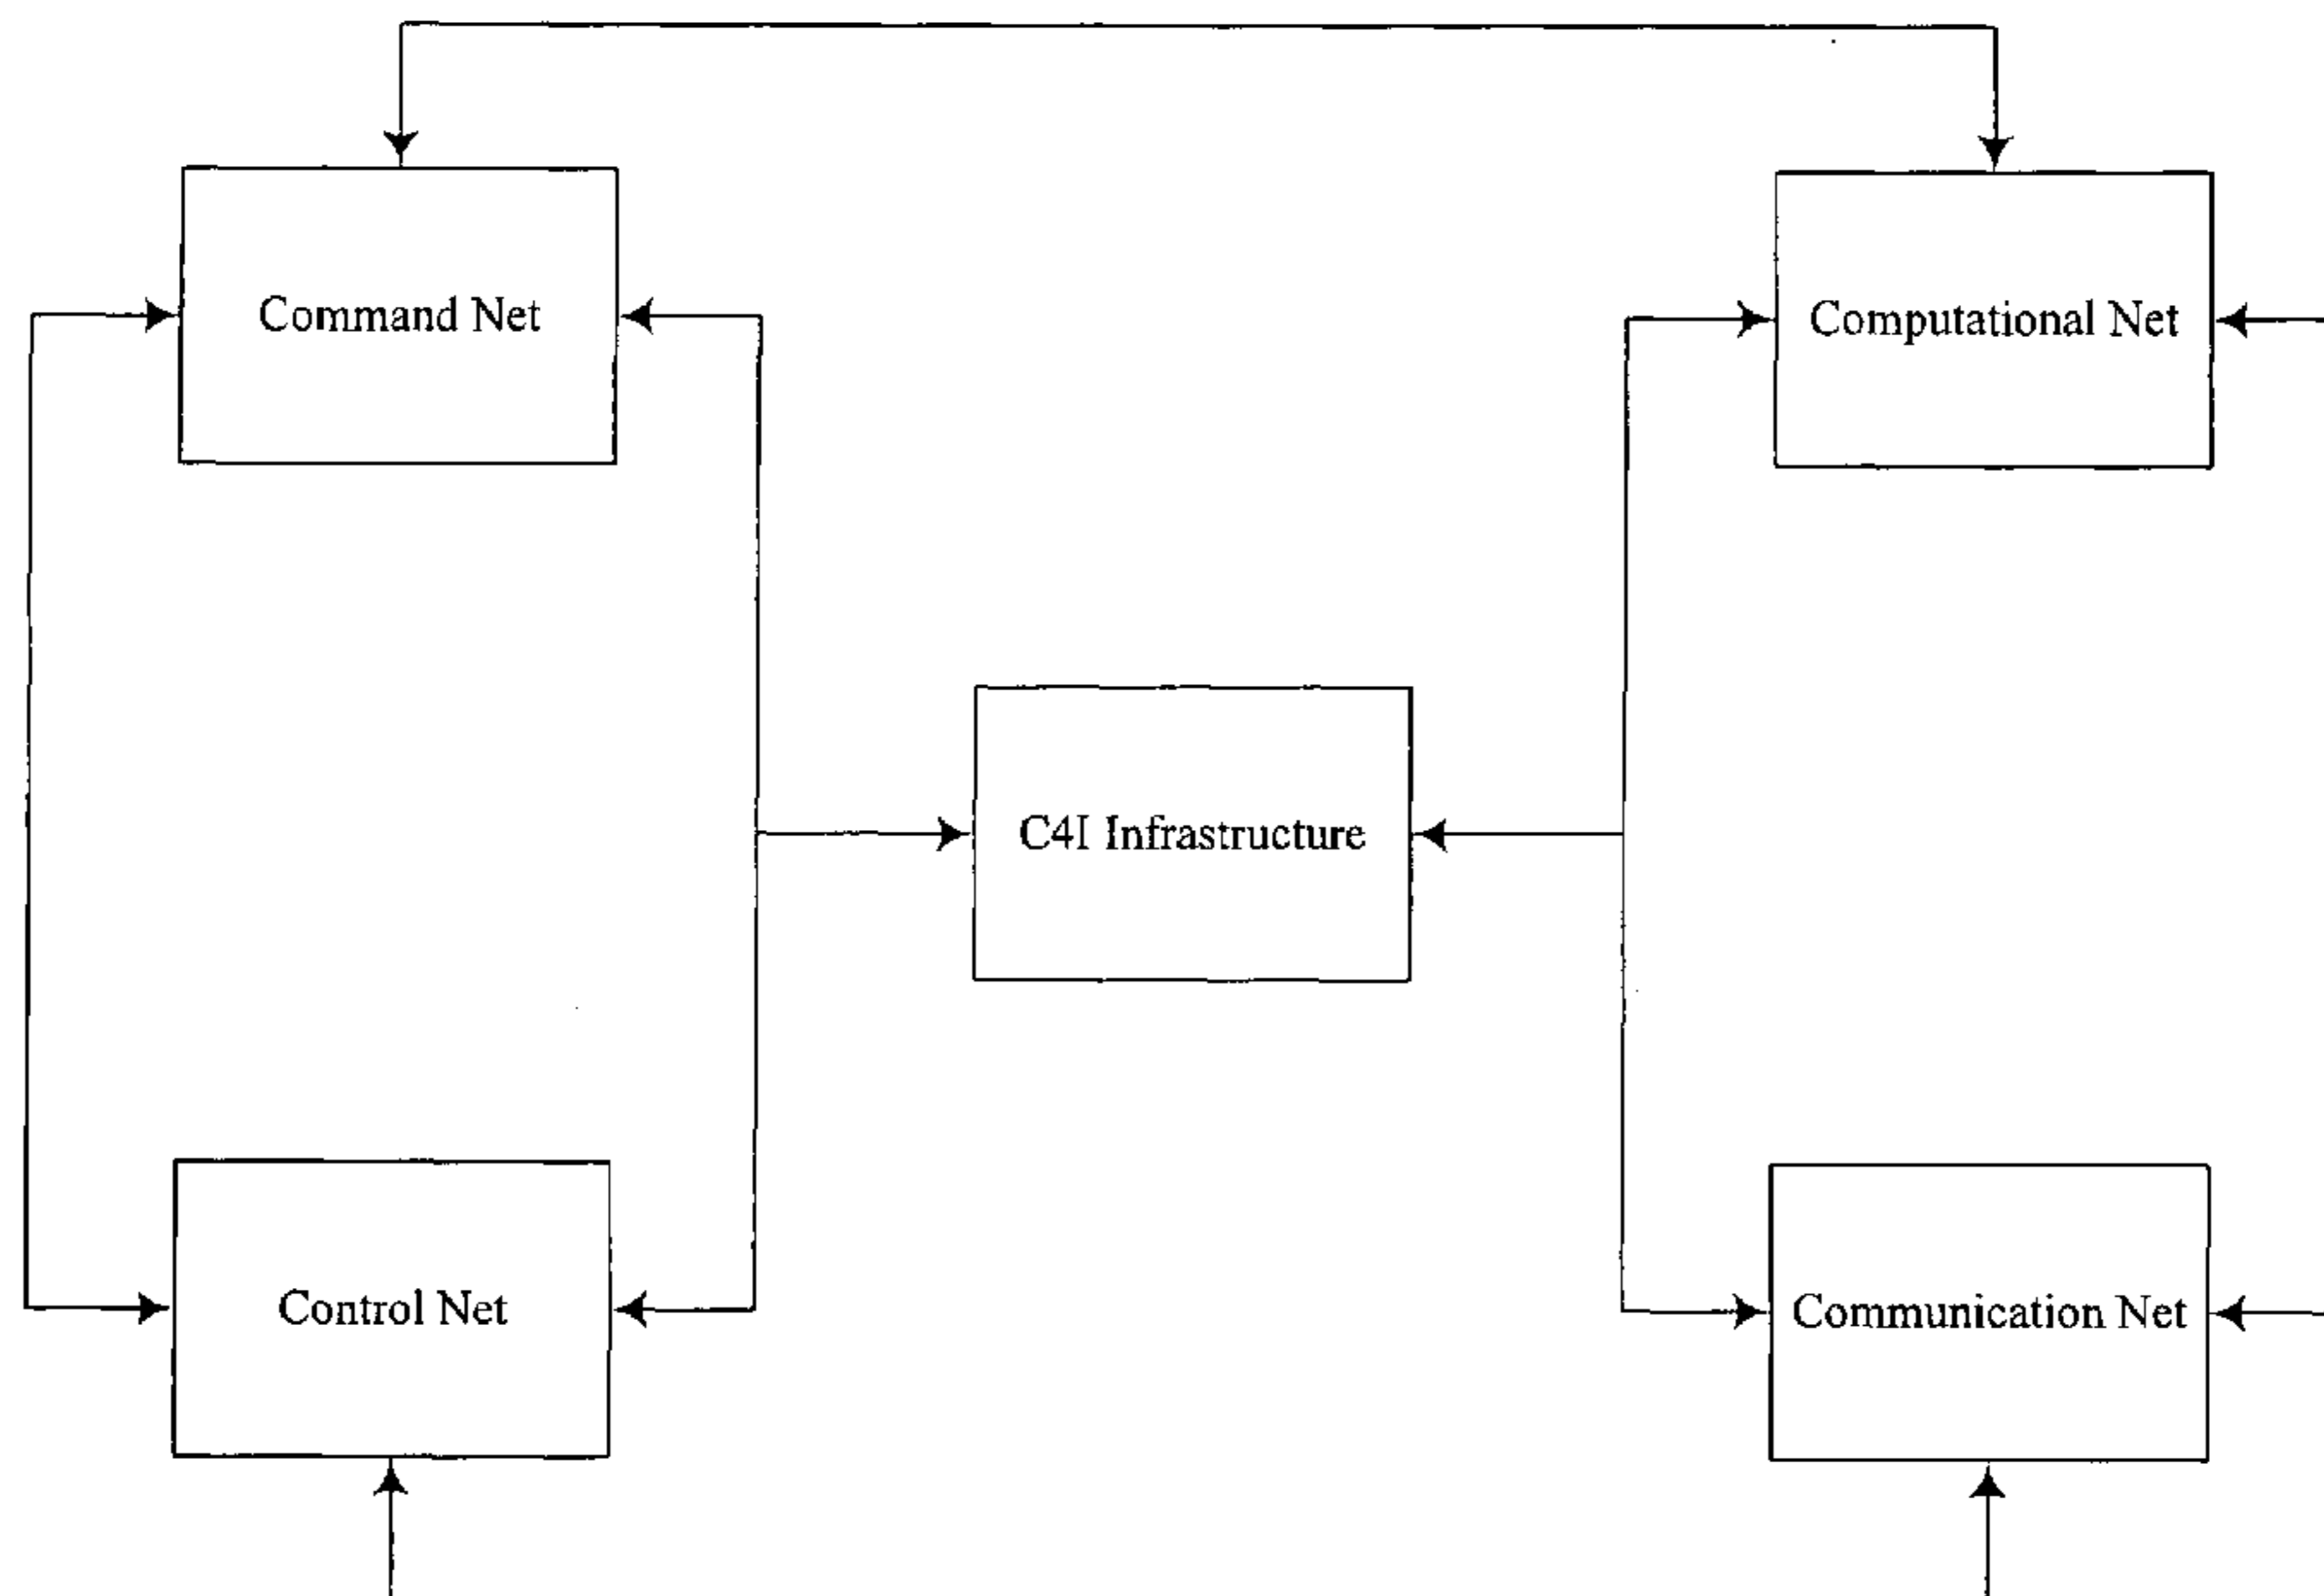 Command Net
Computational Net
C4I Infrastructure
Control Net
Communication Net